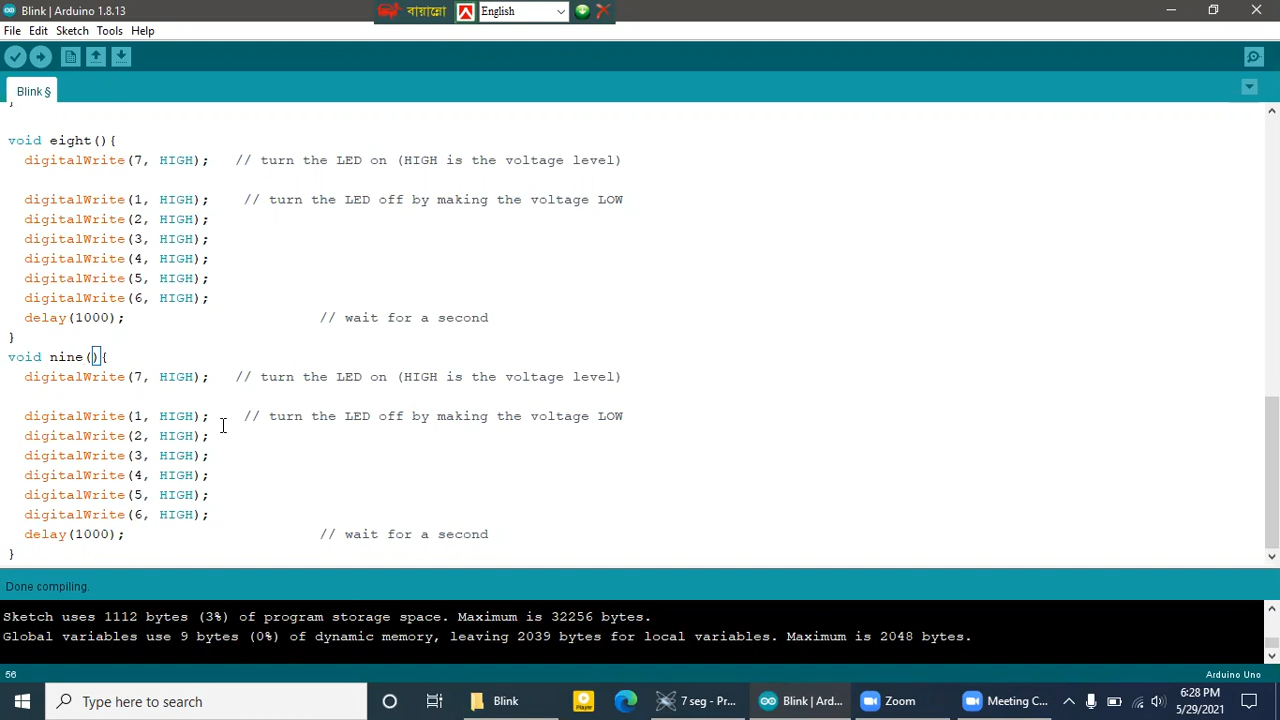 Blink | Arduino 1.8.13
বায়ান্নো
English
File Edit Sketch Tools Help
Blink §
}
void eight(){
digitalWrite(7, HIGH); // turn the LED on (HIGH is the voltage level)
digitalWrite(1, HIGH); // turn the LED off by making the voltage LOW
digitalWrite(2, HIGH);
digitalWrite(3, HIGH);
digitalWrite(4, HIGH);
digitalWrite(5, HIGH);
digitalWrite(6, HIGH);
delay(1000); // wait for a second
}
void nine(){
digitalWrite(7, HIGH); // turn the LED on (HIGH is the voltage level)
digitalWrite(1, HIGH); // turn the LED off by making the voltage LOW
digitalWrite(2, HIGH);
digitalWrite(3, HIGH);
digitalWrite(4, HIGH);
digitalWrite(5, HIGH);
digitalWrite(6, HIGH);
delay(1000); // wait for a second
}
Done compiling.
Sketch uses 1112 bytes (3%) of program storage space. Maximum is 32256 bytes.
Global variables use 9 bytes (0%) of dynamic memory, leaving 2039 bytes for local variables. Maximum is 2048 bytes.
56 Arduino Uno
Type here to search Blink Player 7 seg - Pr... Blink | Ard... Zoom Meeting C... 6:28 PM
5/29/2021